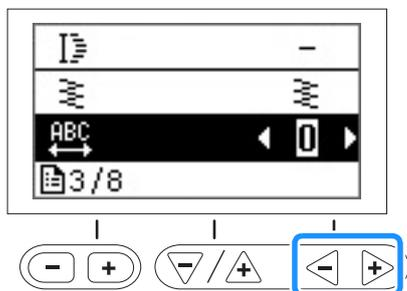 –
ABC 0
3/8
- + - / + - +